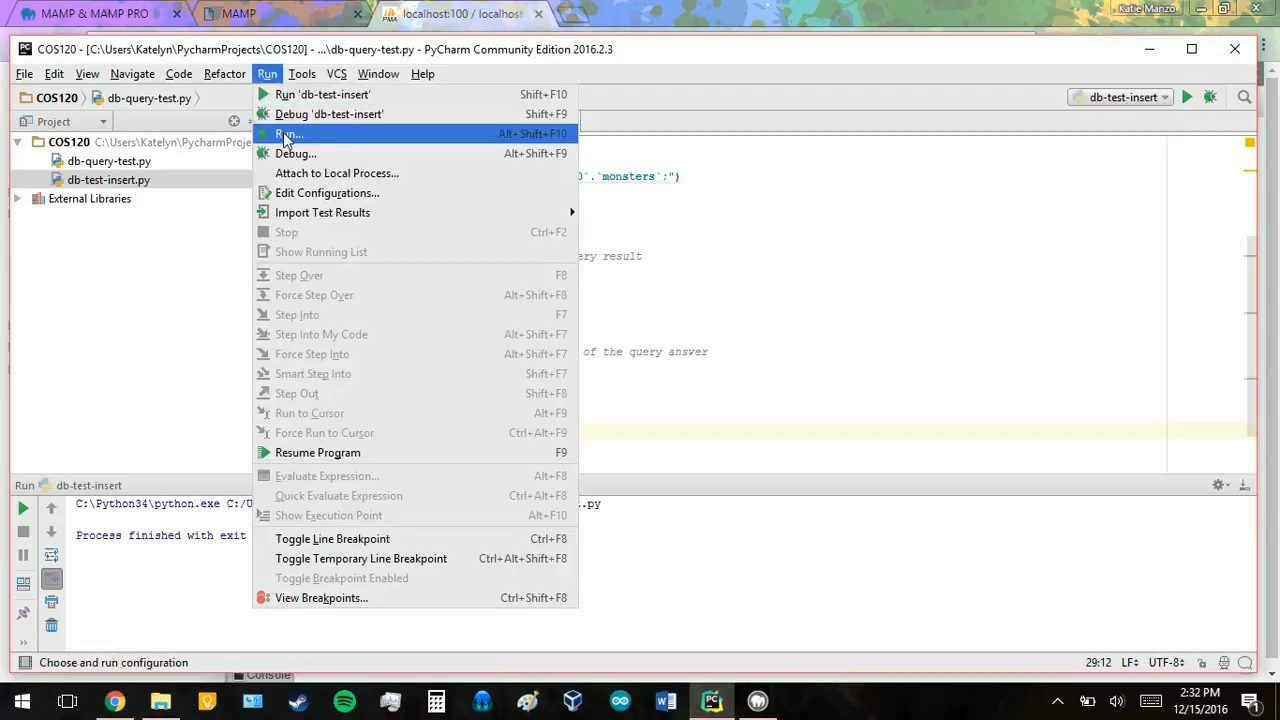 MAMP & MAMP PRO
MAMP
localhost:100 / localhost
Katie Manzo
COS120 - [C:\Users\Katelyn\PycharmProjects\COS120] - ...\db-query-test.py - PyCharm Community Edition 2016.2.3
File Edit View Navigate Code Refactor Run Tools VCS Window Help
COS120 db-query-test.py
db-test-insert
Project
COS120 C:\Users\Katelyn\PycharmProje
db-query-test.py
db-test-insert.py
External Libraries
Run 'db-test-insert' Shift+F10
Debug 'db-test-insert' Shift+F9
Run... Alt+Shift+F10
Debug... Alt+Shift+F9
Attach to Local Process...
Edit Configurations...
Import Test Results
Stop Ctrl+F2
Show Running List
Step Over F8
Force Step Over Alt+Shift+F8
Step Into F7
Step Into My Code Alt+Shift+F7
Force Step Into Alt+Shift+F7
Smart Step Into Shift+F7
Step Out Shift+F8
Run to Cursor Alt+F9
Force Run to Cursor Ctrl+Alt+F9
Resume Program F9
Evaluate Expression... Alt+F8
Quick Evaluate Expression Ctrl+Alt+F8
Show Execution Point Alt+F10
Toggle Line Breakpoint Ctrl+F8
Toggle Temporary Line Breakpoint Ctrl+Alt+Shift+F8
Toggle Breakpoint Enabled
View Breakpoints... Ctrl+Shift+F8
0`.`monsters`;")
ery result
of the query answer
Run db-test-insert
C:\Python34\python.exe C:/U
t.py
Process finished with exit
Choose and run configuration
29:12 LF÷ UTF-8÷
Console
PC
2:32 PM
12/15/2016